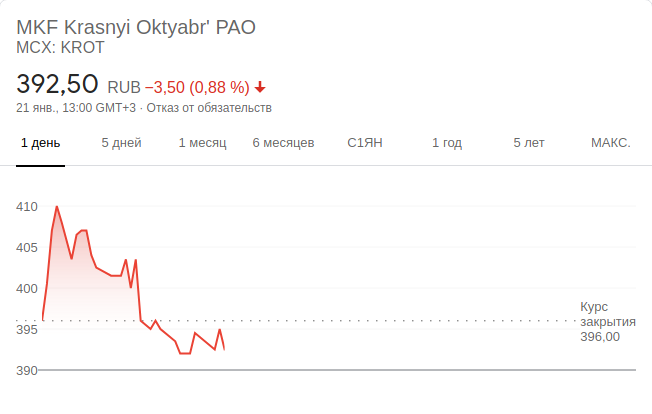 MKF Krasnyi Oktyabr' PAO
MCX: KROT
392,50 RUB −3,50 (0,88 %)
21 янв., 13:00 GMT+3 · Отказ от обязательств
1 день 5 дней 1 месяц 6 месяцев С1ЯН 1 год 5 лет МАКС.
410
405
400
395
390
Курс
закрытия
396,00